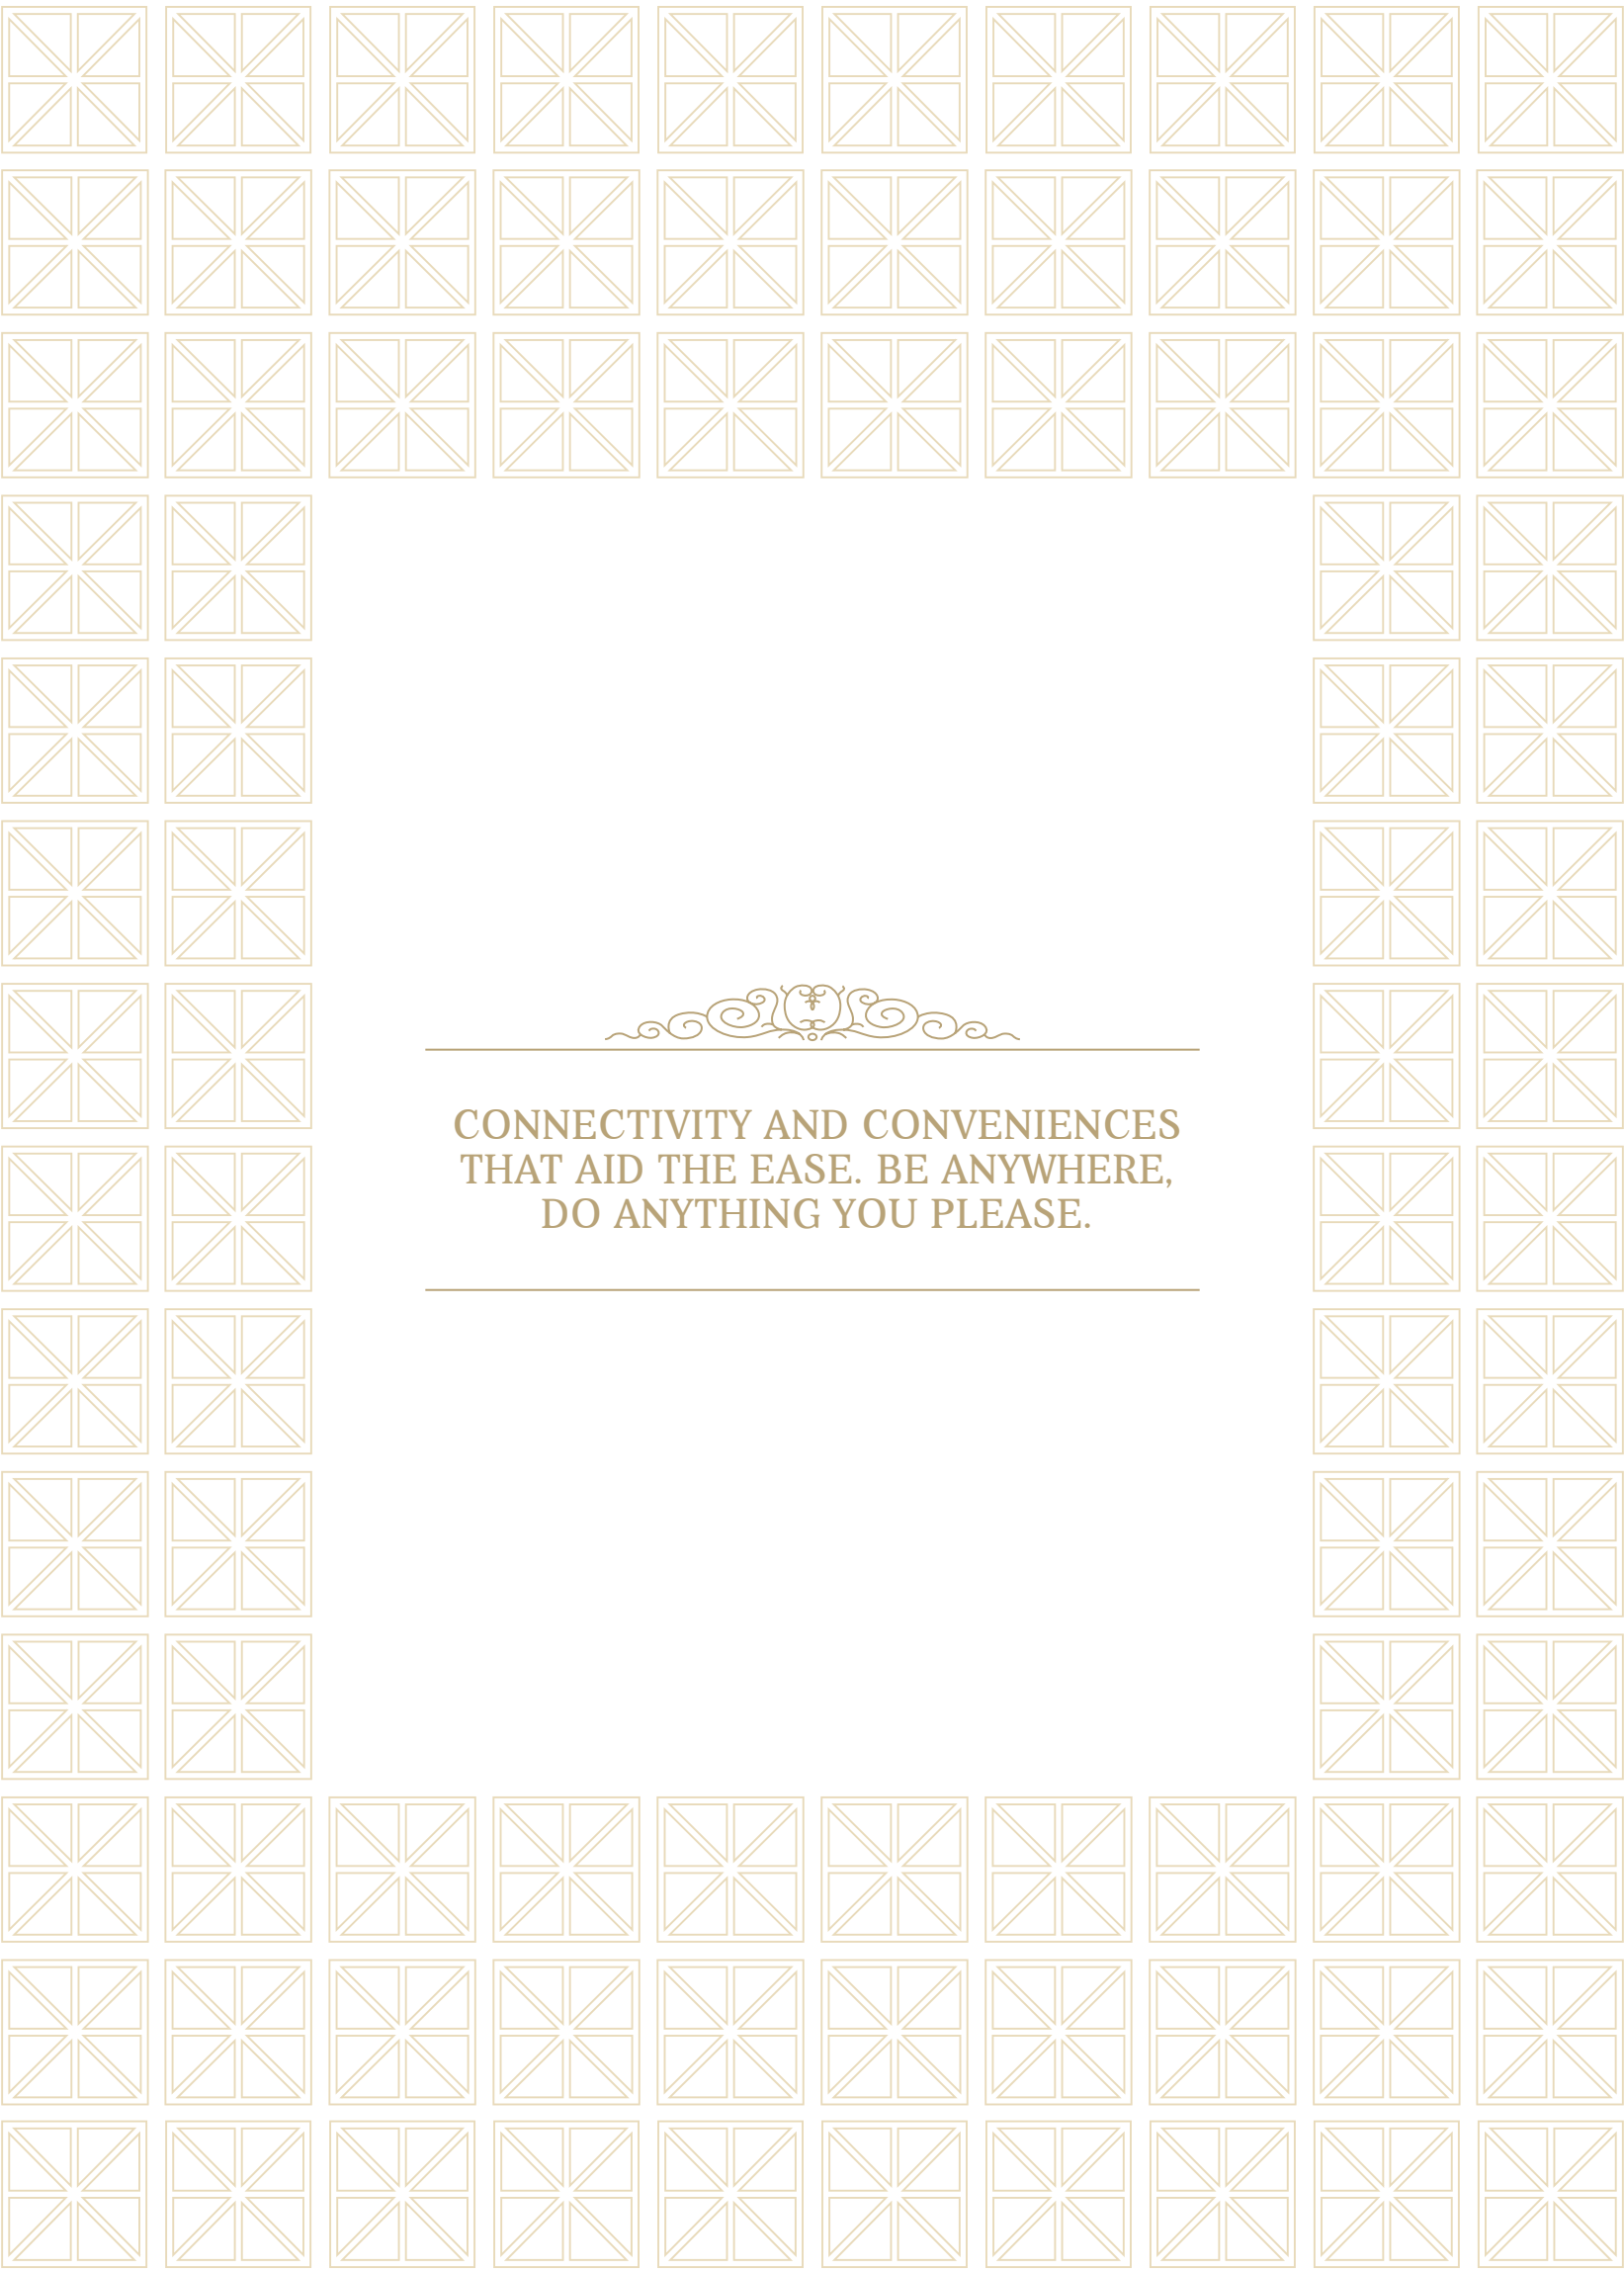 CONNECTIVITY AND CONVENIENCES
THAT AID THE EASE. BE ANYWHERE,
DO ANYTHING YOU PLEASE.